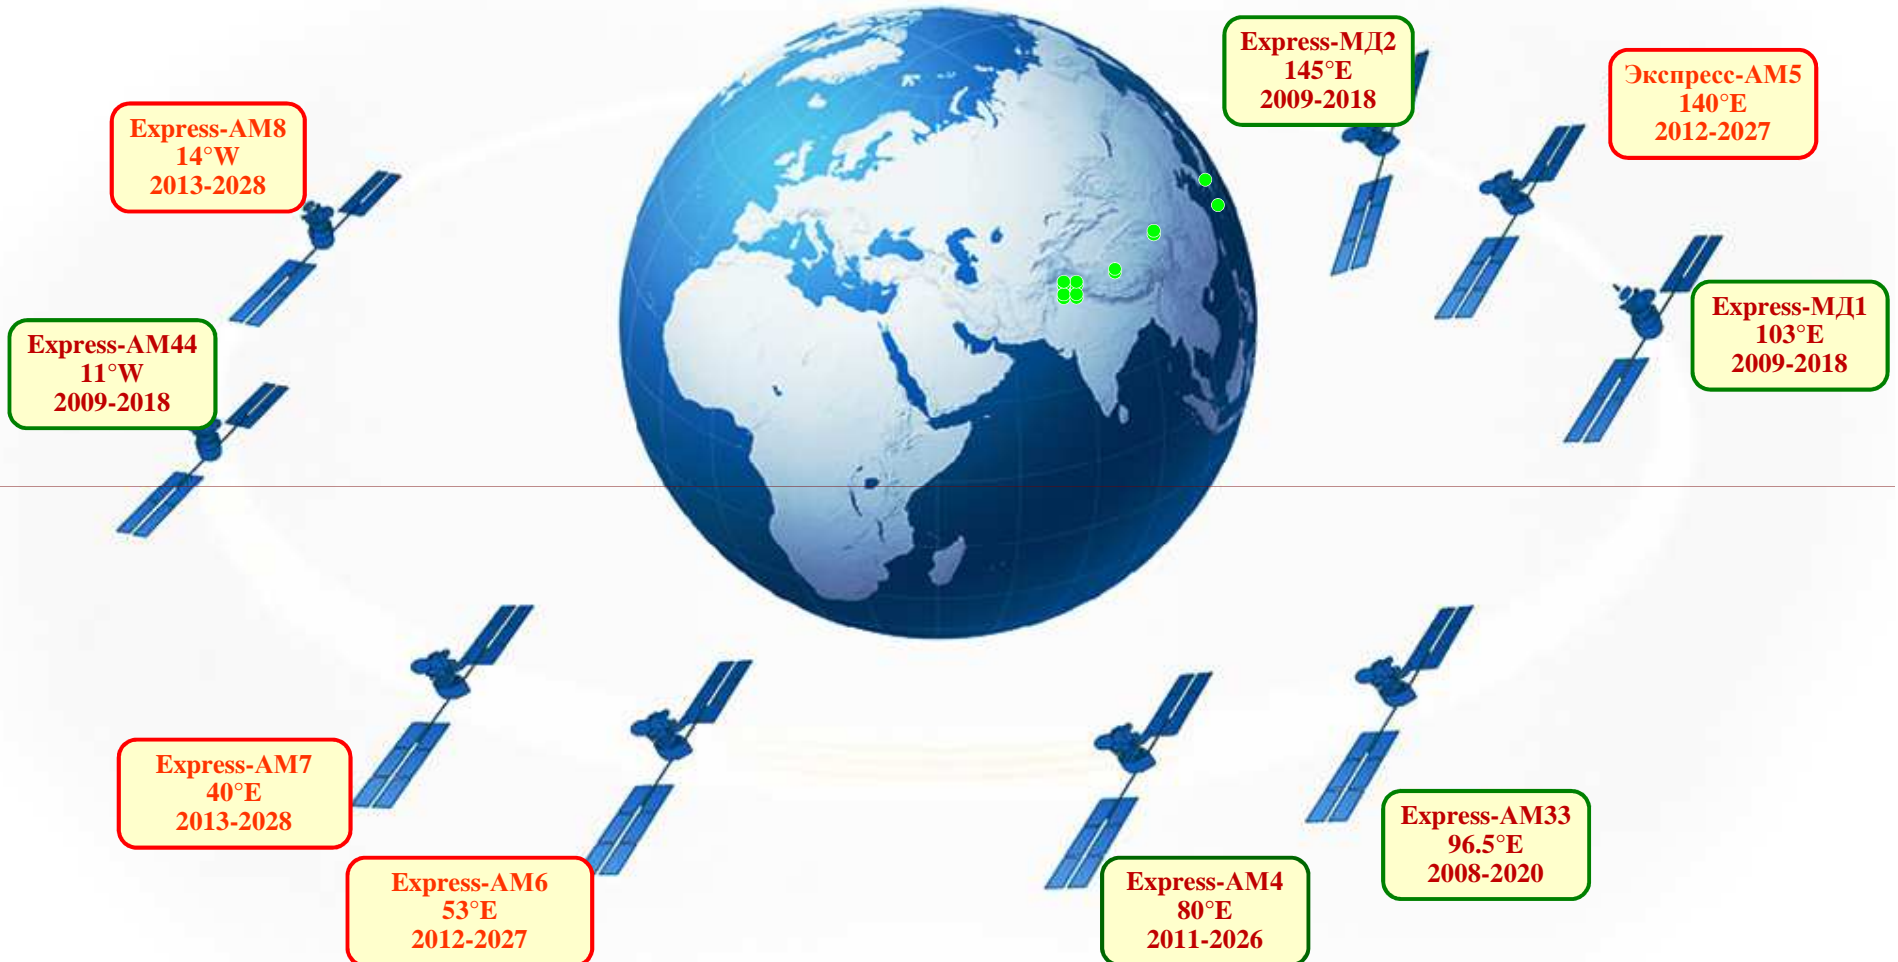 Express-МД2
145°E
2009-2018
Экспресс-АМ5
140°E
2012-2027
Express-AM8
14°W
2013-2028
Express-МД1
103°E
2009-2018
Express-AM44
11°W
2009-2018
Express-AM7
40°E
2013-2028
Express-AM33
96.5°E
2008-2020
Express-AM6
53°E
2012-2027
Express-AM4
80°E
2011-2026